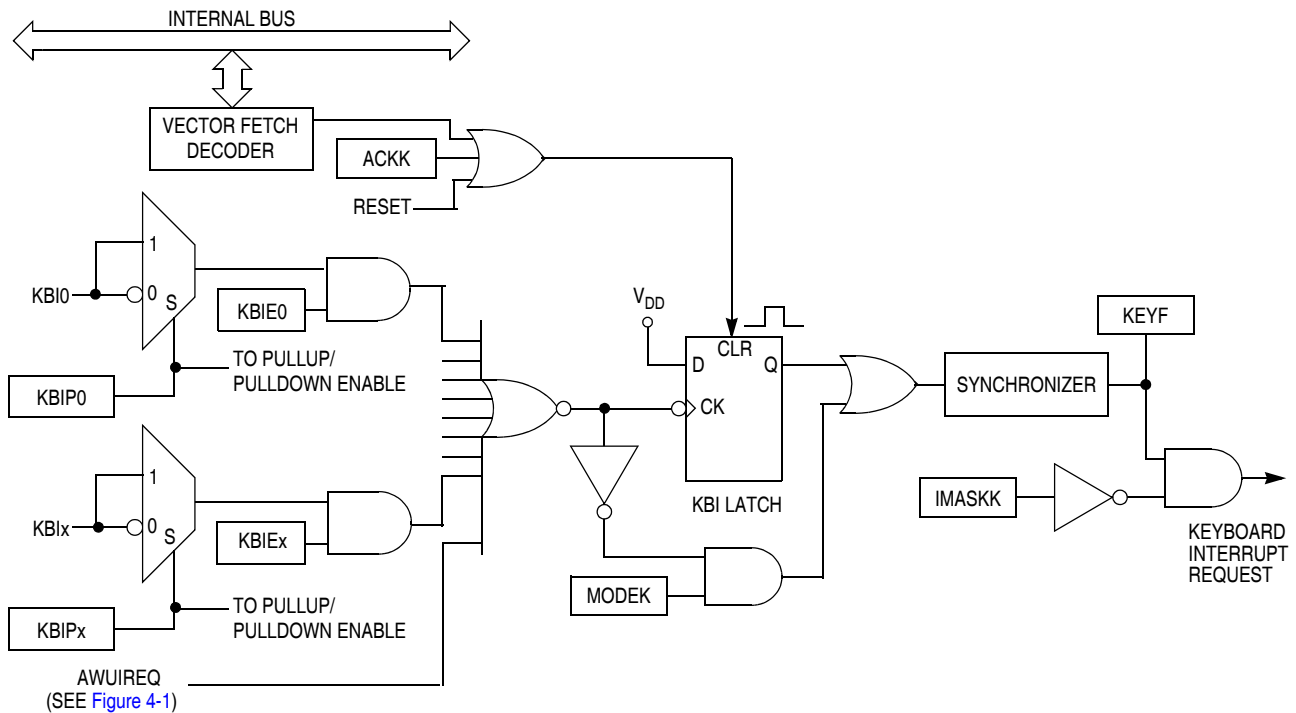 INTERNAL BUS
VECTOR FETCH
DECODER
ACKK
RESET
1
KBI0
0
S
KBIE0
TO PULLUP/
PULLDOWN ENABLE
KBIP0
VDD
CLR
D
Q
CK
KBI LATCH
KEYF
SYNCHRONIZER
1
KBIx
0
S
KBIEx
TO PULLUP/
PULLDOWN ENABLE
KBIPx
MODEK
IMASKK
KEYBOARD
INTERRUPT
REQUEST
AWUIREQ
(SEE Figure 4-1)